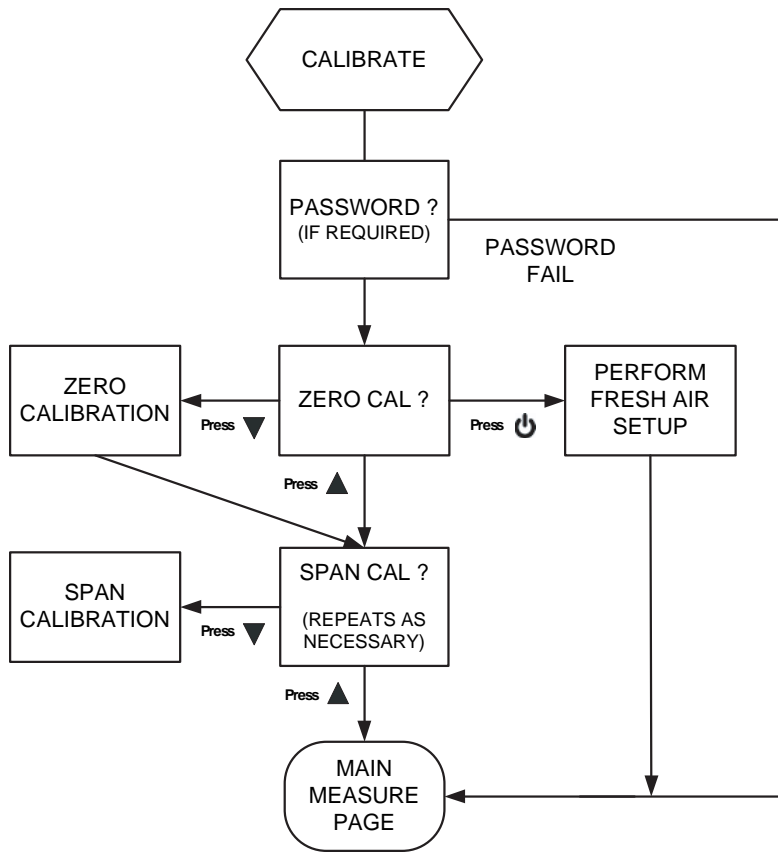 CALIBRATE
PASSWORD ?
(IF REQUIRED)
PASSWORD
FAIL
ZERO
CALIBRATION
Press
ZERO CAL ?
Press
PERFORM
FRESH AIR
SETUP
Press
SPAN
CALIBRATION
Press
SPAN CAL ?
(REPEATS AS
NECESSARY)
Press
MAIN
MEASURE
PAGE